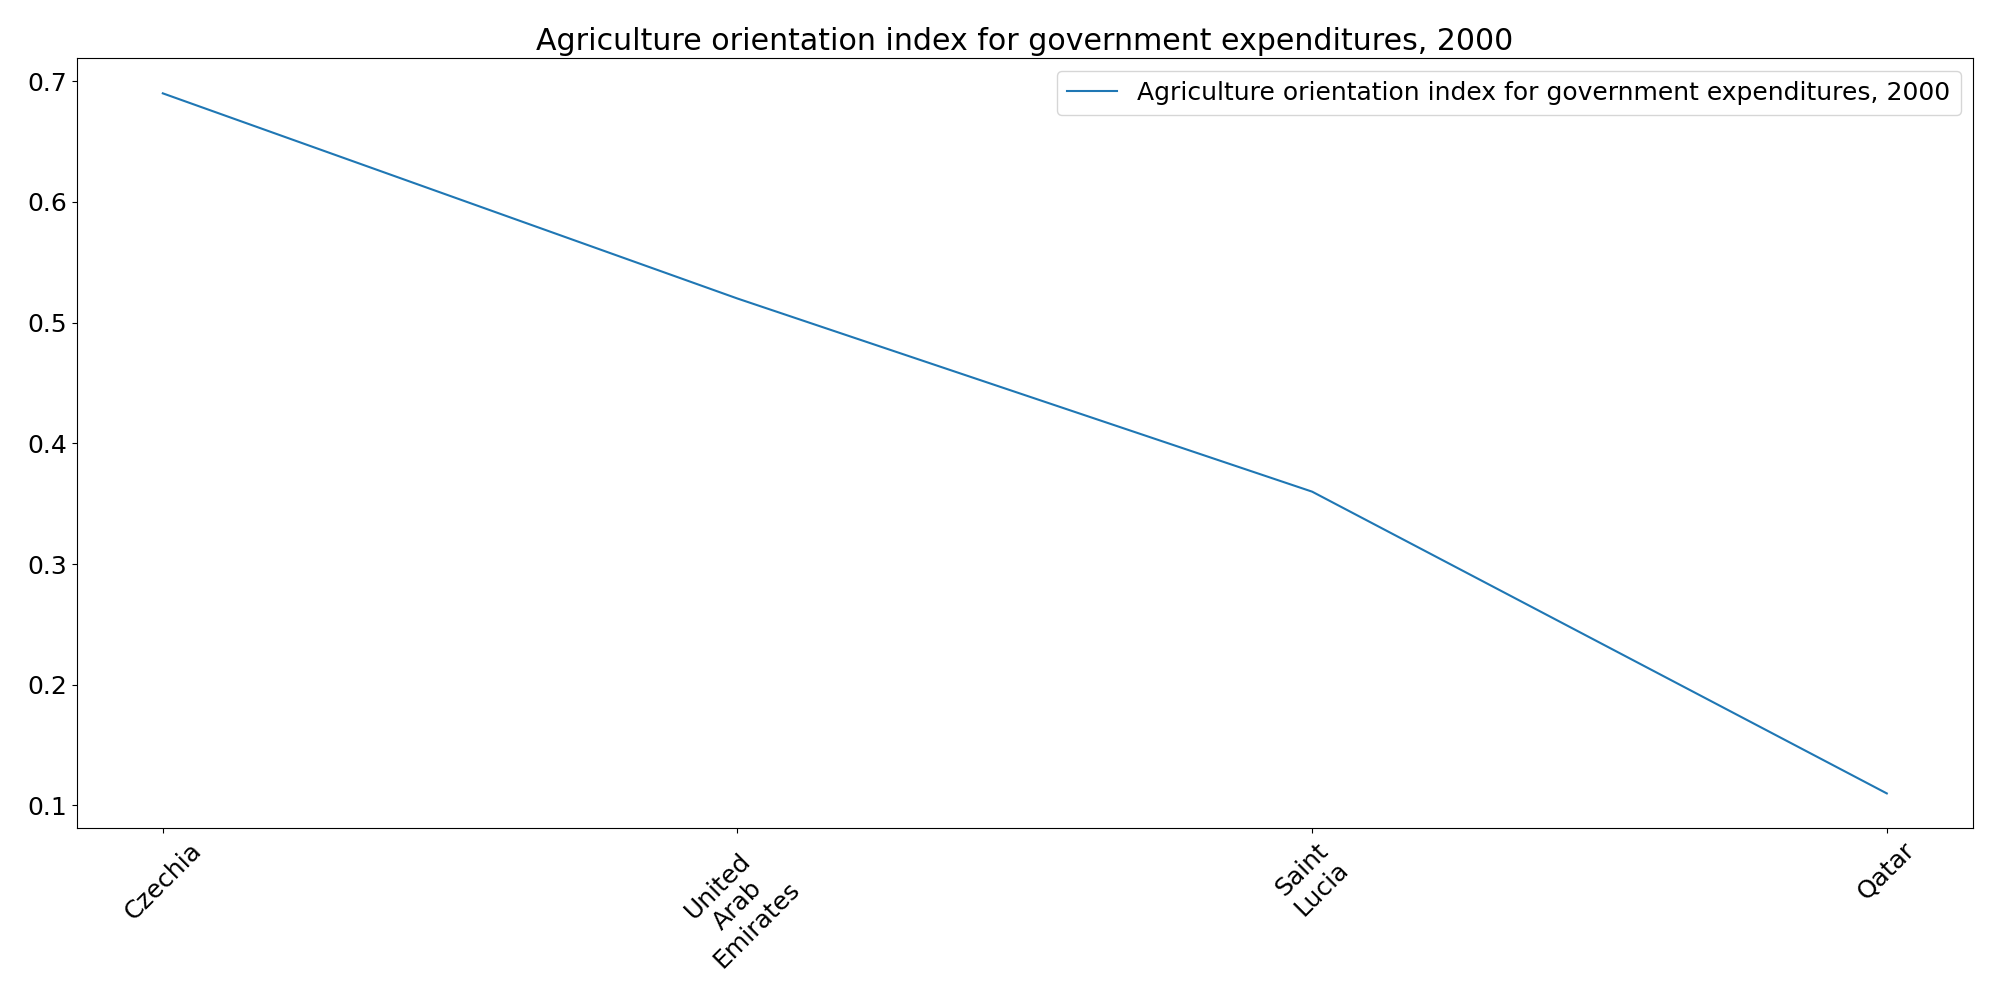 Agriculture orientation index for government expenditures, 2000
Agriculture orientation index for government expenditures, 2000
0.7
0.6
0.5
0.4
0.3
0.2
0.1
Czechia
United
Arab
Emirates
Saint
Lucia
Qatar